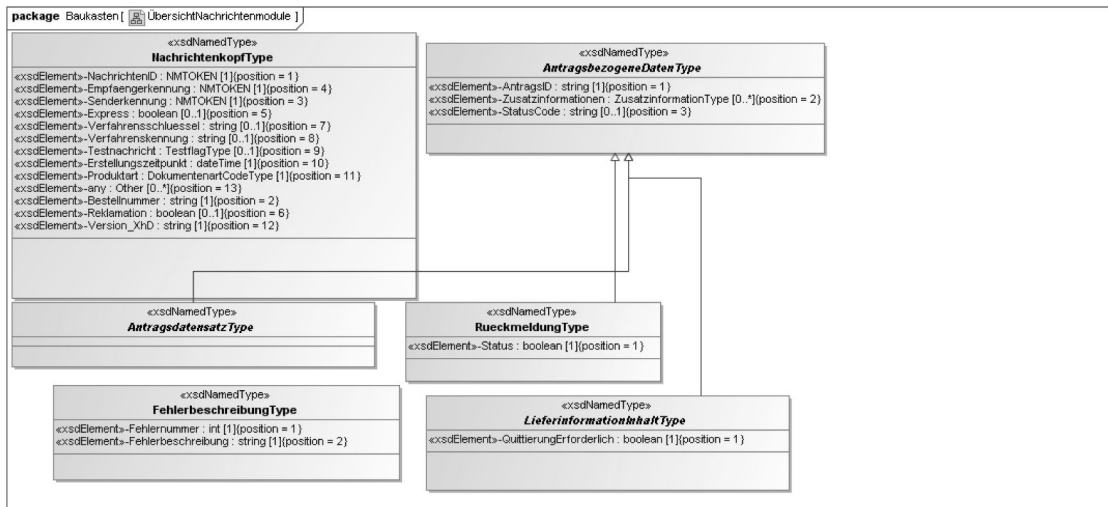 package Baukasten [ ÜbersichtNachrichtenmodule ]
«xsdNamedType»
NachrichtenkopfType
«xsdElement»-NachrichtenID : NMTOKEN [1]{position = 1}
«xsdElement»-Empfaengerkennung : NMTOKEN [1]{position = 4}
«xsdElement»-Senderkennung : NMTOKEN [1]{position = 3}
«xsdElement»-Express : boolean [0..1]{position = 5}
«xsdElement»-Verfahrensschluessel : string [0..1]{position = 7}
«xsdElement»-Verfahrenskennung : string [0..1]{position = 8}
«xsdElement»-Testnachricht : TestflagType [0..1]{position = 9}
«xsdElement»-Erstellungszeitpunkt : dateTime [1]{position = 10}
«xsdElement»-Produktart : DokumentenartCodeType [1]{position = 11}
«xsdElement»-any : Other [0..*]{position = 13}
«xsdElement»-Bestellnummer : string [1]{position = 2}
«xsdElement»-Reklamation : boolean [0..1]{position = 6}
«xsdElement»-Version_XhD : string [1]{position = 12}
«xsdNamedType»
AntragsbezogeneDatenType
«xsdElement»-AntragsID : string [1]{position = 1}
«xsdElement»-Zusatzinformationen : ZusatzinformationType [0..*]{position = 2}
«xsdElement»-StatusCode : string [0..1]{position = 3}
«xsdNamedType»
AntragsdatensatzType
«xsdNamedType»
RueckmeldungType
«xsdElement»-Status : boolean [1]{position = 1}
«xsdNamedType»
FehlerbeschreibungType
«xsdElement»-Fehlernummer : int [1]{position = 1}
«xsdElement»-Fehlerbeschreibung : string [1]{position = 2}
«xsdNamedType»
LieferinformationInhaltType
«xsdElement»-QuittierungErforderlich : boolean [1]{position = 1}